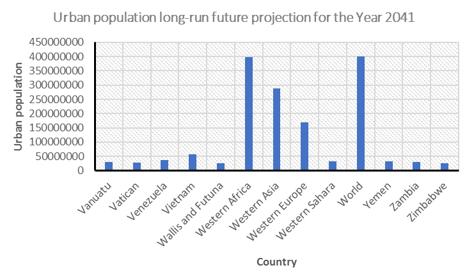 Urban population long-run future projection for the Year 2041
Urban population
450000000
400000000
350000000
300000000
250000000
200000000
150000000
100000000
50000000
0
Vanuatu
Vatican
Venezuela
Vietnam
Wallis and Futuna
Western Africa
Western Asia
Western Europe
Western Sahara
World
Yemen
Zambia
Zimbabwe
Country